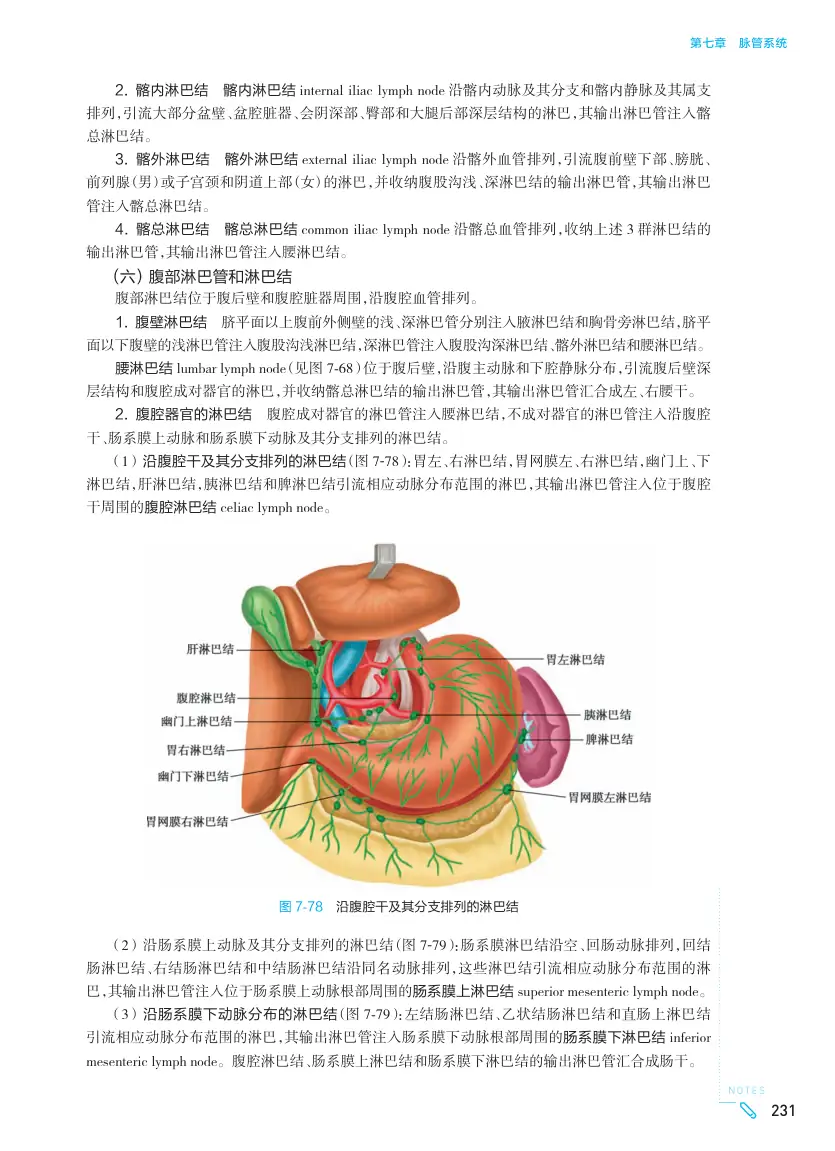 第七章 脉管系统
2. 髂内淋巴结 髂内淋巴结 internal iliac lymph node 沿髂内动脉及其分支和髂内静脉及其属支
排列,引流大部分盆壁、盆腔脏器、会阴深部、臀部和大腿后部深层结构的淋巴,其输出淋巴管注入髂
总淋巴结。
3. 髂外淋巴结 髂外淋巴结 external iliac lymph node 沿髂外血管排列,引流腹前壁下部、膀胱、
前列腺(男)或子宫颈和阴道上部(女)的淋巴,并收纳腹股沟浅、深淋巴结的输出淋巴管,其输出淋巴
管注入髂总淋巴结。
4. 髂总淋巴结 髂总淋巴结 common iliac lymph node 沿髂总血管排列,收纳上述 3 群淋巴结的
输出淋巴管,其输出淋巴管注入腰淋巴结。
(六)腹部淋巴管和淋巴结
腹部淋巴结位于腹后壁和腹腔脏器周围,沿腹腔血管排列。
1. 腹壁淋巴结 脐平面以上腹前外侧壁的浅、深淋巴管分别注入腋淋巴结和胸骨旁淋巴结,脐平
面以下腹壁的浅淋巴管注入腹股沟浅淋巴结,深淋巴管注入腹股沟深淋巴结、髂外淋巴结和腰淋巴结。
腰淋巴结 lumbar lymph node(见图 7-68)位于腹后壁,沿腹主动脉和下腔静脉分布,引流腹后壁深
层结构和腹腔成对器官的淋巴,并收纳髂总淋巴结的输出淋巴管,其输出淋巴管汇合成左、右腰干。
2. 腹腔器官的淋巴结 腹腔成对器官的淋巴管注入腰淋巴结,不成对器官的淋巴管注入沿腹腔
干、肠系膜上动脉和肠系膜下动脉及其分支排列的淋巴结。
(1)沿腹腔干及其分支排列的淋巴结(图 7-78):胃左、右淋巴结,胃网膜左、右淋巴结,幽门上、下
淋巴结,肝淋巴结,胰淋巴结和脾淋巴结引流相应动脉分布范围的淋巴,其输出淋巴管注入位于腹腔
干周围的腹腔淋巴结 celiac lymph node。
肝淋巴结
胃左淋巴结
腹腔淋巴结
胰淋巴结
幽门上淋巴结
脾淋巴结
胃右淋巴结
幽门下淋巴结
胃网膜左淋巴结
胃网膜右淋巴结
图 7-78 沿腹腔干及其分支排列的淋巴结
(2)沿肠系膜上动脉及其分支排列的淋巴结(图 7-79):肠系膜淋巴结沿空、回肠动脉排列,回结
肠淋巴结、右结肠淋巴结和中结肠淋巴结沿同名动脉排列,这些淋巴结引流相应动脉分布范围的淋
巴,其输出淋巴管注入位于肠系膜上动脉根部周围的肠系膜上淋巴结 superior mesenteric lymph node。
(3)沿肠系膜下动脉分布的淋巴结(图 7-79):左结肠淋巴结、乙状结肠淋巴结和直肠上淋巴结
引流相应动脉分布范围的淋巴,其输出淋巴管注入肠系膜下动脉根部周围的肠系膜下淋巴结 inferior
mesenteric lymph node。腹腔淋巴结、肠系膜上淋巴结和肠系膜下淋巴结的输出淋巴管汇合成肠干。
NOTES
231